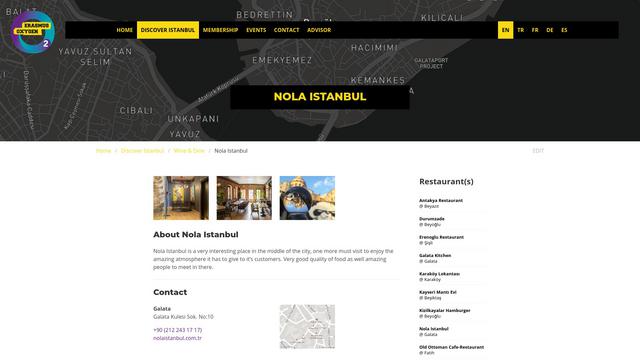 BALAT
BEDRETTİN
KILIÇALI
ERASMUS
OXYGEN
2
HOME
DISCOVER ISTANBUL
MEMBERSHIP
EVENTS
CONTACT
ADVISOR
EN
TR
FR
DE
ES
YAVUZ SULTAN
SELİM
HACIMIMI
EMEKYEMEZ
GALATAPORT
PROJECT
KEMANKEŞ
Atatürk Köprüsü
CIBALI
UNKAPANI
YAVUZ
NOLA ISTANBUL
Home / Discover Istanbul / Wine & Dine / Nola Istanbul
EDIT
About Nola Istanbul
Nola Istanbul is a very interesting place in the middle of the city, one more must visit to enjoy the
amazing atmosphere it has to give to it's customers. Very good quality of food as well amazing
people to meet in there.
Contact
Galata
Galata Kulesi Sok. No:10
+90 (212 243 17 17)
nolaistanbul.com.tr
Restaurant(s)
Antakya Restaurant
@ Beyazıt
Durumzade
@ Beyoğlu
Erenoglu Restaurant
@ Şişli
Galata Kitchen
@ Galata
Karaköy Lokantası
@ Karaköy
Kayseri Mantı Evi
@ Beşiktaş
Kizilkayalar Hamburger
@ Beyoğlu
Nola Istanbul
@ Galata
Old Ottoman Cafe-Restaurant
@ Fatih